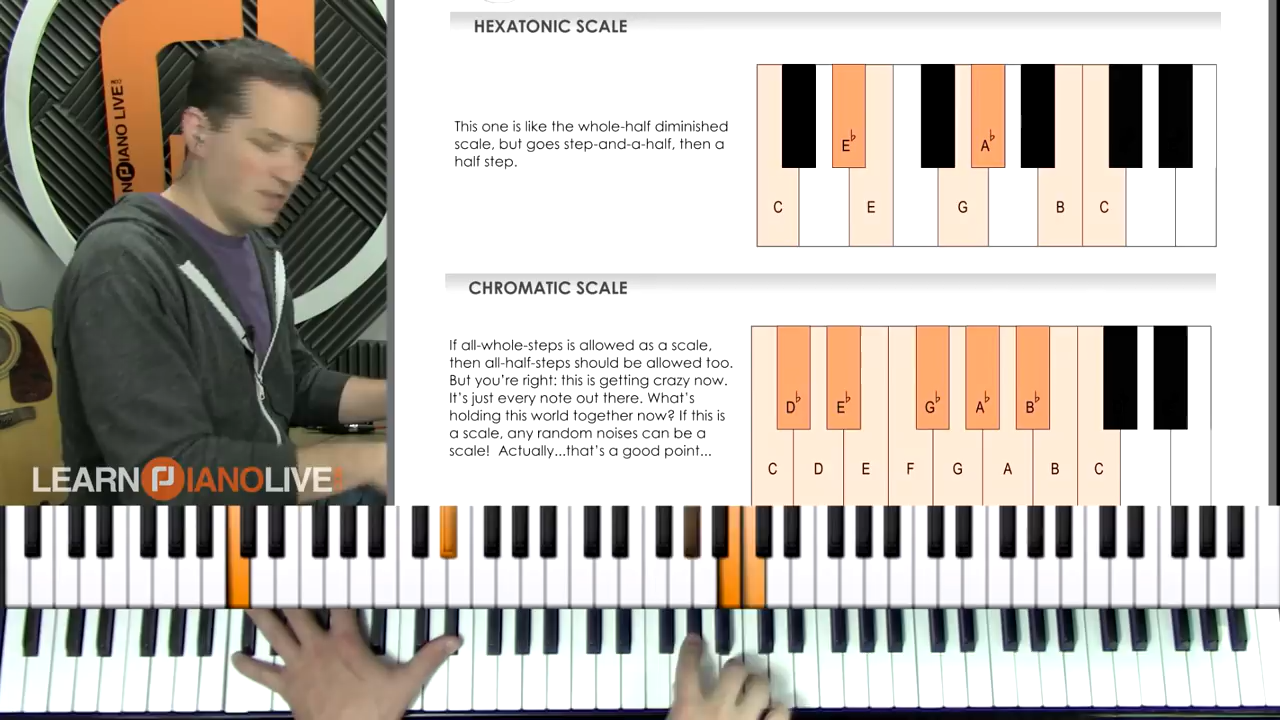 HEXATONIC SCALE
This one is like the whole-half diminished
scale, but goes step-and-a-half, then a
half step.
E♭ A♭
C E G B C
CHROMATIC SCALE
If all-whole-steps is allowed as a scale,
then all-half-steps should be allowed too.
But you're right: this is getting crazy now.
It's just every note out there. What's
holding this world together now? If this is
a scale, any random noises can be a
scale!  Actually...that's a good point...
D♭ E♭ G♭ A♭ B♭
C D E F G A B C
PIANO LIVE
LEARNPIANOLIVE